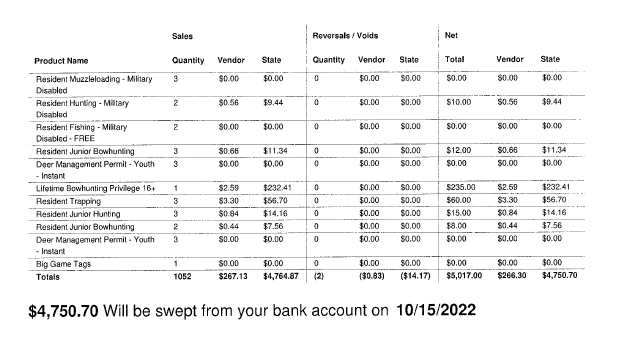 Sales Reversals / Voids Net
Product Name Quantity Vendor State Quantity Vendor State Total Vendor State
Resident Muzzleloading - Military 3 $0.00 $0.00 0 $0.00 $0.00 $0.00 $0.00 $0.00
Disabled
Resident Hunting - Military 2 $0.56 $9.44 0 $0.00 $0.00 $10.00 $0.56 $9.44
Disabled
Resident Fishing - Military 2 $0.00 $0.00 0 $0.00 $0.00 $0.00 $0.00 $0.00
Disabled - FREE
Resident Junior Bowhunting 3 $0.66 $11.34 0 $0.00 $0.00 $12.00 $0.66 $11.34
Deer Management Permit - Youth 3 $0.00 $0.00 0 $0.00 $0.00 $0.00 $0.00 $0.00
- Instant
Lifetime Bowhunting Privilege 16+ 1 $2.59 $232.41 0 $0.00 $0.00 $235.00 $2.59 $232.41
Resident Trapping 3 $3.30 $56.70 0 $0.00 $0.00 $60.00 $3.30 $56.70
Resident Junior Hunting 3 $0.84 $14.16 0 $0.00 $0.00 $15.00 $0.84 $14.16
Resident Junior Bowhunting 2 $0.44 $7.56 0 $0.00 $0.00 $8.00 $0.44 $7.56
Deer Management Permit - Youth 3 $0.00 $0.00 0 $0.00 $0.00 $0.00 $0.00 $0.00
- Instant
Big Game Tags 1 $0.00 $0.00 0 $0.00 $0.00 $0.00 $0.00 $0.00
Totals 1052 $267.13 $4,764.87 (2) ($0.83) ($14.17) $5,017.00 $266.30 $4,750.70
$4,750.70 Will be swept from your bank account on 10/15/2022